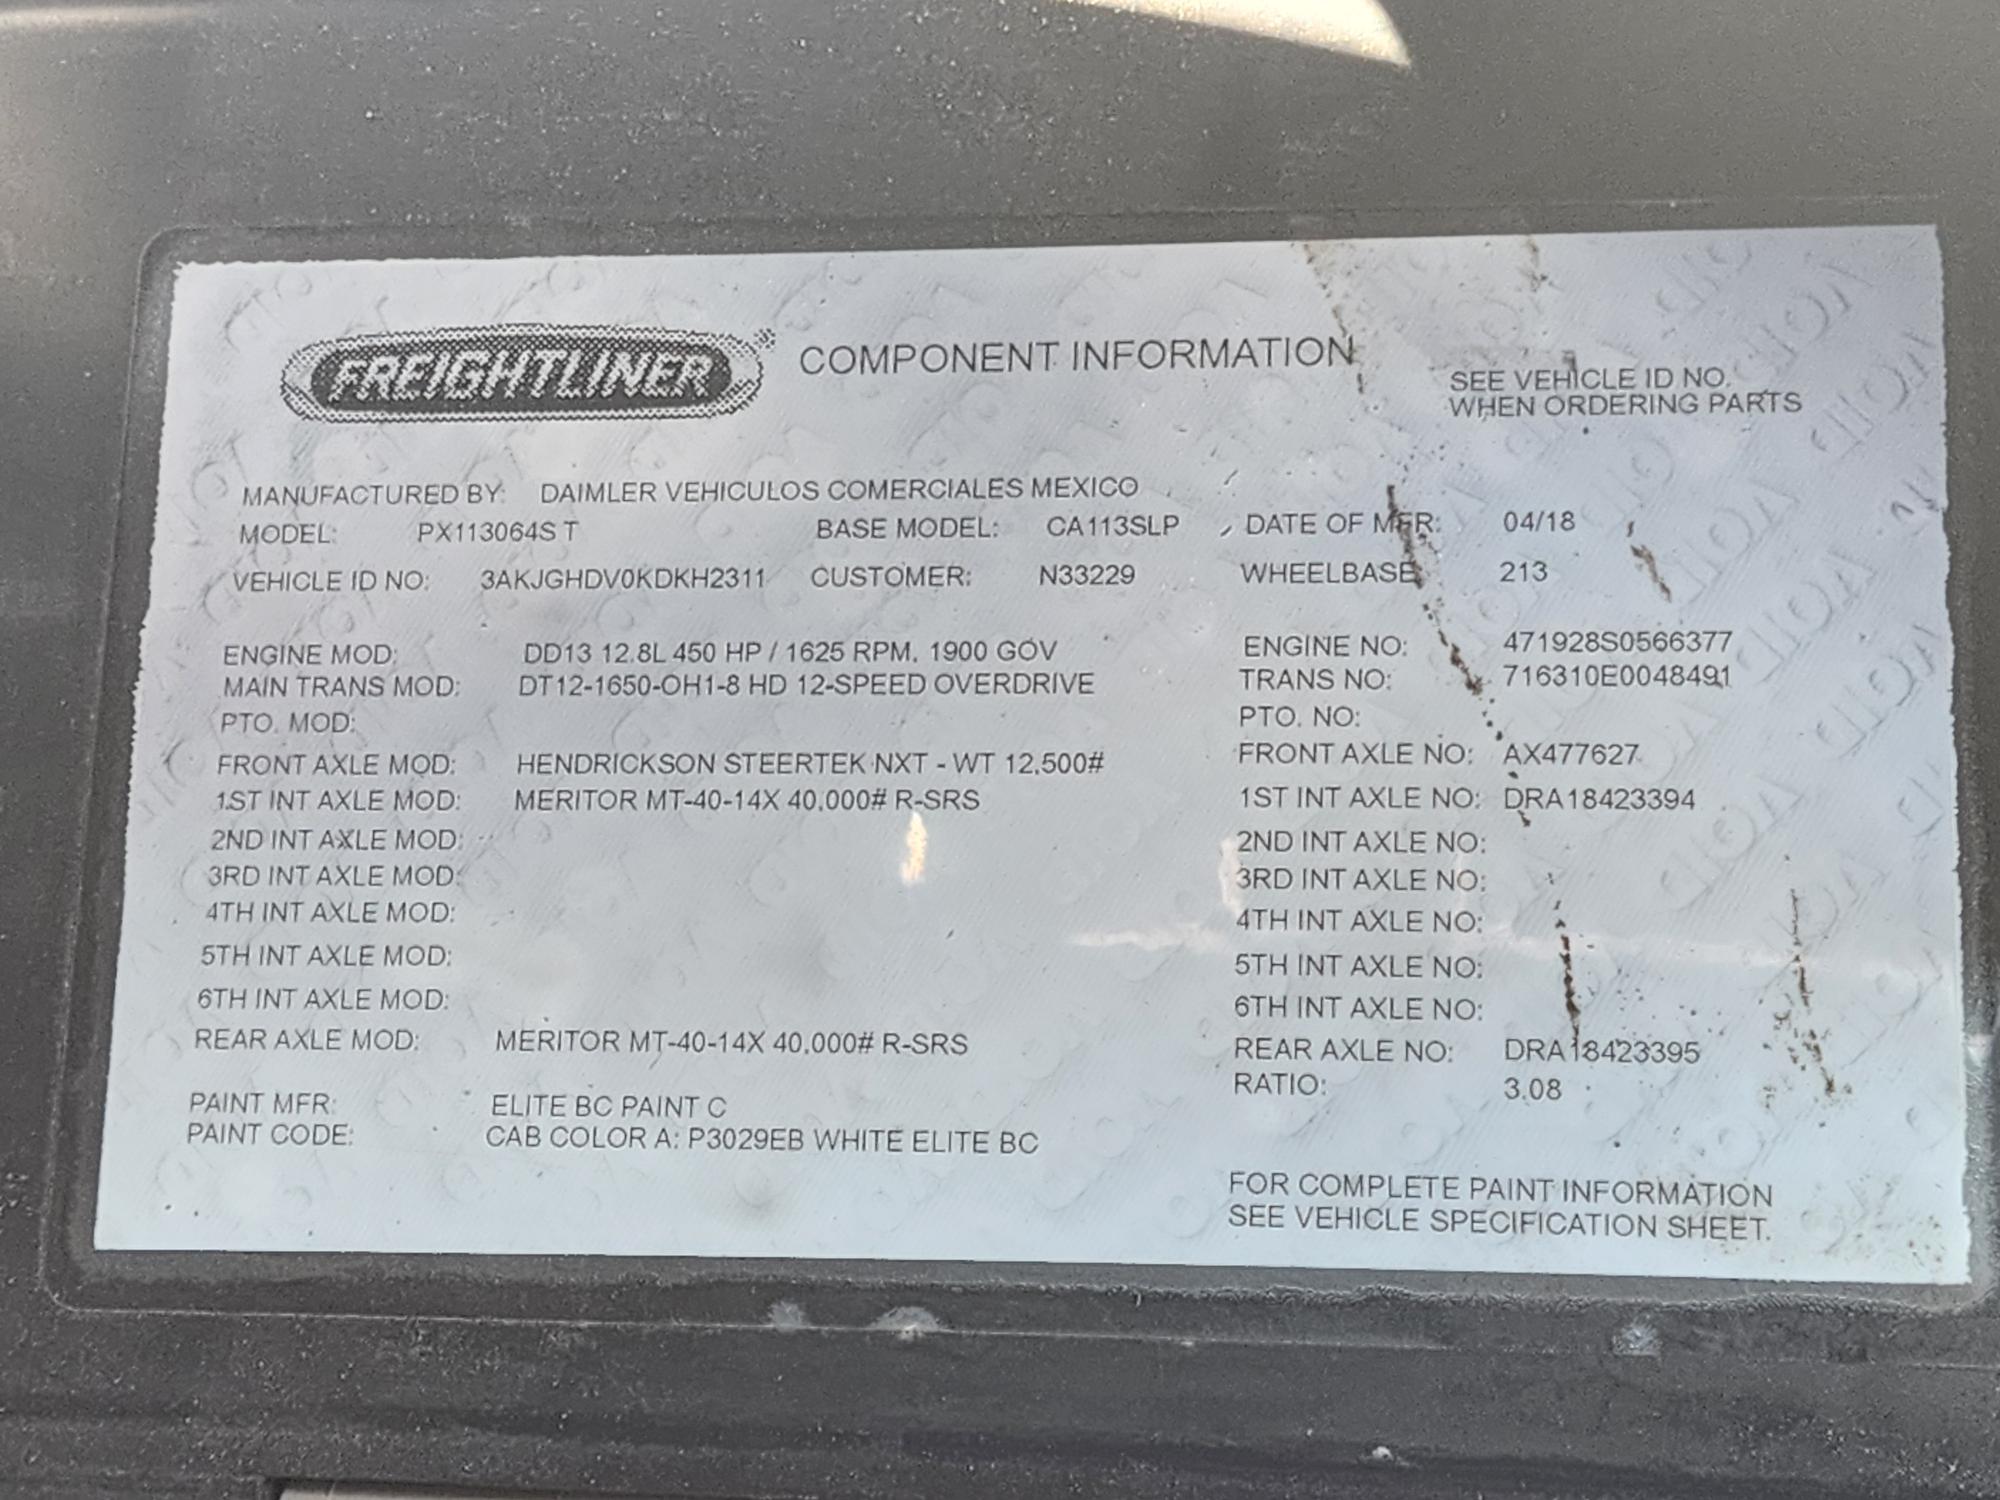 FREIGHTLINER COMPONENT INFORMATION
SEE VEHICLE ID NO.
WHEN ORDERING PARTS
MANUFACTURED BY: DAIMLER VEHICULOS COMERCIALES MEXICO
MODEL: PX113064S T BASE MODEL: CA113SLP DATE OF MFR: 04/18
VEHICLE ID NO: 3AKJGHDV0KDKH2311 CUSTOMER: N33229 WHEELBASE 213
ENGINE MOD: DD13 12.8L 450 HP / 1625 RPM, 1900 GOV ENGINE NO: 471928S0566377
MAIN TRANS MOD: DT12-1650-OH1-8 HD 12-SPEED OVERDRIVE TRANS NO: 716310E0048491
PTO. MOD: PTO. NO:
FRONT AXLE MOD: HENDRICKSON STEERTEK NXT - WT 12,500# FRONT AXLE NO: AX477627
1ST INT AXLE MOD: MERITOR MT-40-14X 40,000# R-SRS 1ST INT AXLE NO: DRA18423394
2ND INT AXLE MOD: 2ND INT AXLE NO:
3RD INT AXLE MOD: 3RD INT AXLE NO:
4TH INT AXLE MOD: 4TH INT AXLE NO:
5TH INT AXLE MOD: 5TH INT AXLE NO:
6TH INT AXLE MOD: 6TH INT AXLE NO:
REAR AXLE MOD: MERITOR MT-40-14X 40,000# R-SRS REAR AXLE NO: DRA18423395
RATIO: 3.08
PAINT MFR: ELITE BC PAINT C
PAINT CODE: CAB COLOR A: P3029EB WHITE ELITE BC
FOR COMPLETE PAINT INFORMATION
SEE VEHICLE SPECIFICATION SHEET.